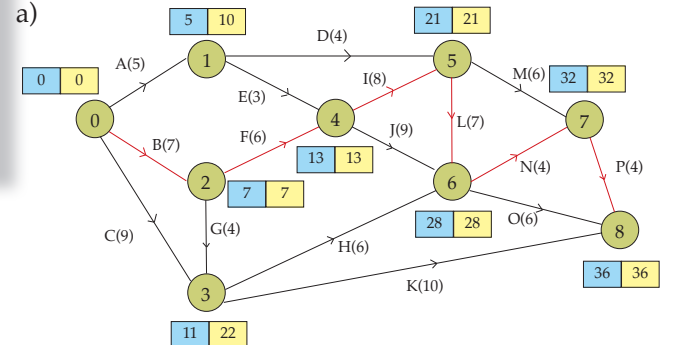 a)
5 10
21 21
D(4)
A(5)
I(8)
M(6)
32 32
0 0
1
5
E(3)
0
4
L(7)
7
B(7)
F(6)
J(9)
13 13
N(4)
P(4)
2
6
7 7
28 28
O(6)
C(9)
G(4)
H(6)
8
3
K(10)
36 36
11 22